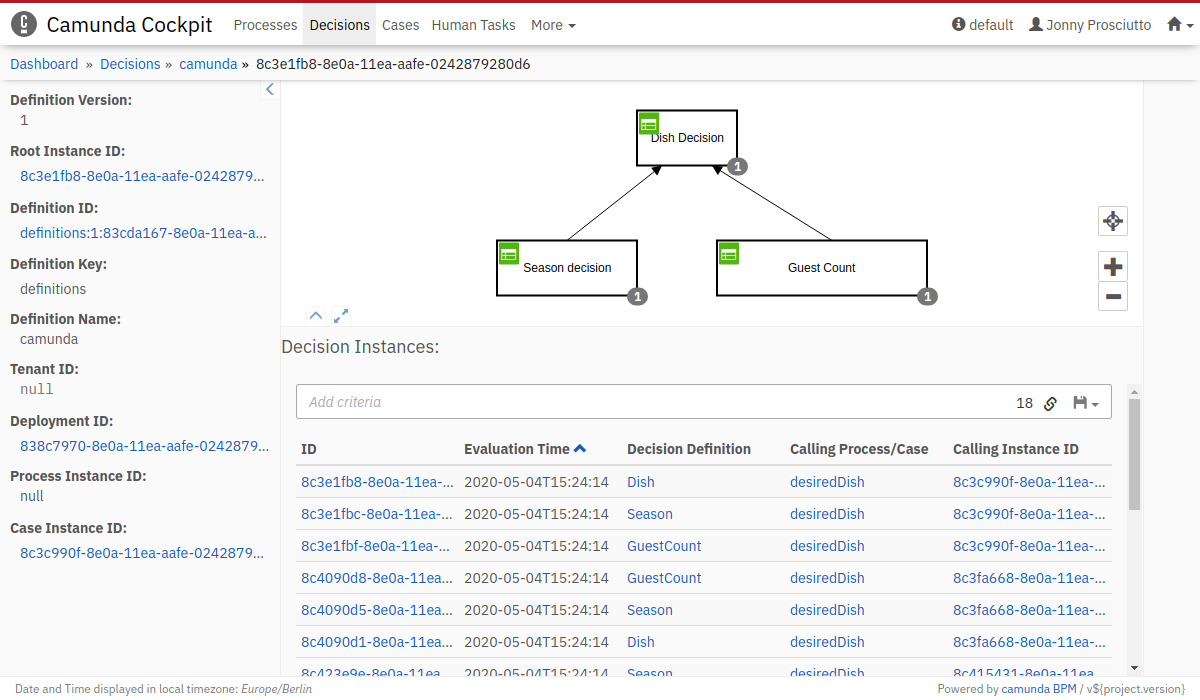 Camunda Cockpit Processes Decisions Cases Human Tasks More default Jonny Prosciutto
Dashboard » Decisions » camunda » 8c3e1fb8-8e0a-11ea-aafe-0242879280d6
Definition Version:
1
Root Instance ID:
8c3e1fb8-8e0a-11ea-aafe-0242879...
Definition ID:
definitions:1:83cda167-8e0a-11ea-a...
Definition Key:
definitions
Definition Name:
camunda
Tenant ID:
null
Deployment ID:
838c7970-8e0a-11ea-aafe-0242879...
Process Instance ID:
null
Case Instance ID:
8c3c990f-8e0a-11ea-aafe-0242879...
Dish Decision
1
Season decision
1
Guest Count
1
Decision Instances:
Add criteria 18
ID Evaluation Time Decision Definition Calling Process/Case Calling Instance ID
8c3e1fb8-8e0a-11ea-... 2020-05-04T15:24:14 Dish desiredDish 8c3c990f-8e0a-11ea-...
8c3e1fbc-8e0a-11ea-... 2020-05-04T15:24:14 Season desiredDish 8c3c990f-8e0a-11ea-...
8c3e1fbf-8e0a-11ea-... 2020-05-04T15:24:14 GuestCount desiredDish 8c3c990f-8e0a-11ea-...
8c4090d8-8e0a-11ea... 2020-05-04T15:24:14 GuestCount desiredDish 8c3fa668-8e0a-11ea-...
8c4090d5-8e0a-11ea... 2020-05-04T15:24:14 Season desiredDish 8c3fa668-8e0a-11ea-...
8c4090d1-8e0a-11ea... 2020-05-04T15:24:14 Dish desiredDish 8c3fa668-8e0a-11ea-...
8c423e9e-8e0a-11ea... 2020-05-04T15:24:14 Season desiredDish 8c415431-8e0a-11ea...
Date and Time displayed in local timezone: Europe/Berlin
Powered by camunda BPM / v${project.version}